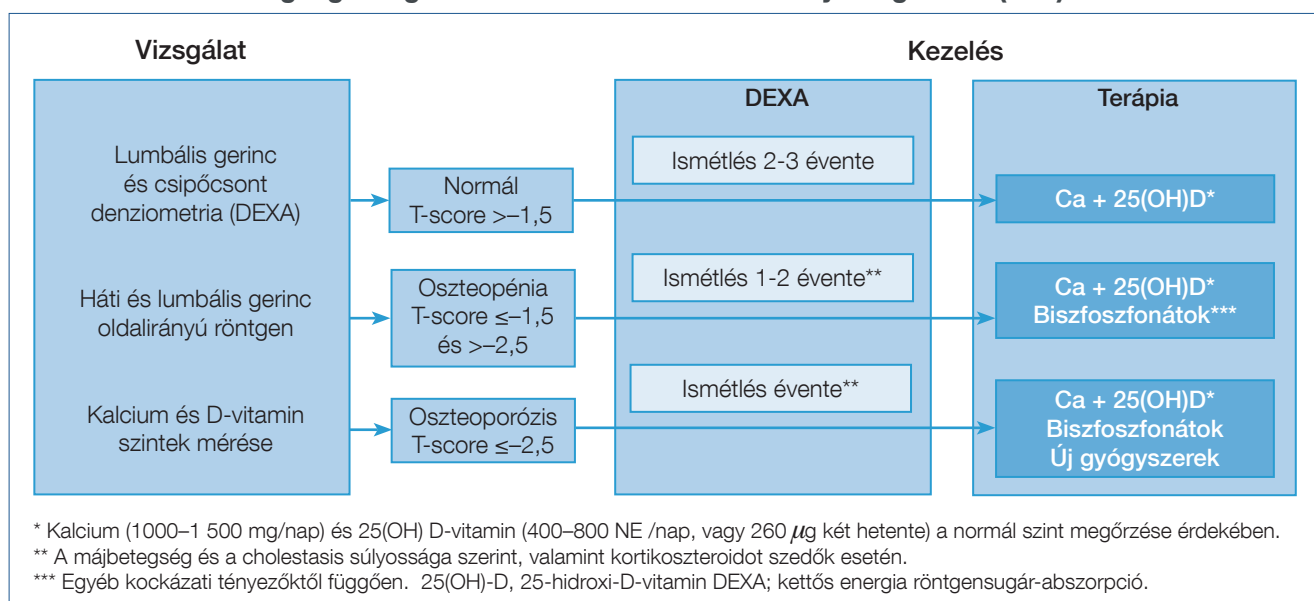 Vizsgálat
Kezelés
DEXA
Terápia
Lumbális gerinc
és csipőcsont
denziometria (DEXA)
Háti és lumbális gerinc
oldalirányú röntgen
Kalcium és D-vitamin
szintek mérése
Normál
T-score >–1,5
Oszteopénia
T-score ≤–1,5
és >–2,5
Oszteoporózis
T-score ≤–2,5
Ismétlés 2-3 évente
Ismétlés 1-2 évente**
Ismétlés évente**
Ca + 25(OH)D*
Ca + 25(OH)D*
Biszfoszfonátok***
Ca + 25(OH)D*
Biszfoszfonátok
Új gyógyszerek
* Kalcium (1000–1 500 mg/nap) és 25(OH) D-vitamin (400–800 NE /nap, vagy 260 µg két hetente) a normál szint megőrzése érdekében.
** A májbetegség és a cholestasis súlyossága szerint, valamint kortikoszteroidot szedők esetén.
*** Egyéb kockázati tényezőktől függően. 25(OH)-D, 25-hidroxi-D-vitamin DEXA; kettős energia röntgensugár-abszorpció.